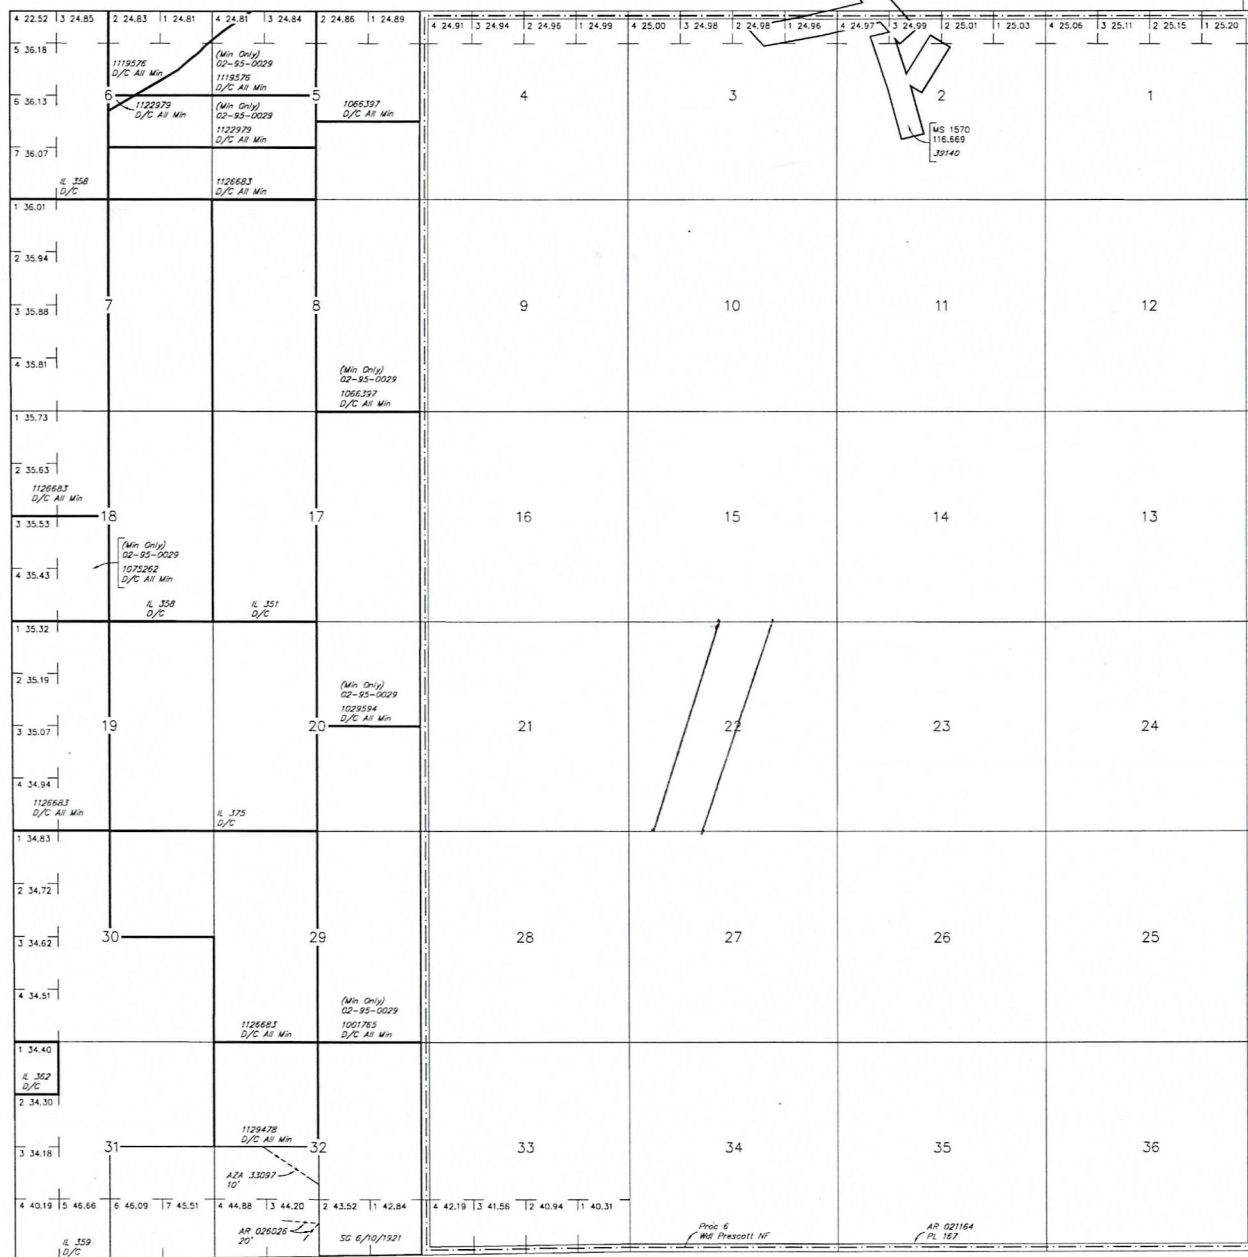 4 22.52 3 24.85 2 24.83 1 24.81 4 24.81 3 24.84 2 24.86 1 24.89 4 24.91 3 24.94 2 24.96 1 24.99 4 25.00 3 24.98 2 24.98 1 24.96 4 24.97 3 24.99 2 25.01 1 25.03 4 25.06 3 25.11 2 25.15 1 25.20
5 36.18
(Min Only)
02-95-0029
1119576
D/C All Min
1119576
D/C All Min
6 36.13
6
5
4
3
2
1
1122979
D/C All Min
(Min Only)
02-95-0029
1066397
D/C All Min
1122979
D/C All Min
MS 1570
116.669
39140
7 36.07
IL 358
D/C
1126683
D/C All Min
1 36.01
2 35.94
3 35.88
7
8
9
10
11
12
4 35.81
(Min Only)
02-95-0029
1066397
D/C All Min
1 35.73
2 35.63
1126683
D/C All Min
3 35.53
18
17
16
15
14
13
(Min Only)
02-95-0029
1075262
D/C All Min
4 35.43
IL 358
D/C
IL 351
D/C
1 35.32
2 35.19
(Min Only)
02-95-0029
1029594
D/C All Min
3 35.07
19
20
21
22
23
24
4 34.94
1126683
D/C All Min
IL 375
D/C
1 34.83
2 34.72
3 34.62
30
29
28
27
26
25
4 34.51
(Min Only)
02-95-0029
1001765
D/C All Min
1126683
D/C All Min
1 34.40
IL 362
D/C
2 34.30
1129478
D/C All Min
3 34.18
31
32
33
34
35
36
AZA 33097
10'
4 40.19 5 46.66 6 46.09 7 45.51 4 44.88 3 44.20 2 43.52 1 42.84 4 42.19 3 41.56 2 40.94 1 40.31
AR 026026
20'
IL 359
D/C
SG 6/10/1921
Proc 6
Wdl Prescott NF
AR 021164
PL 167